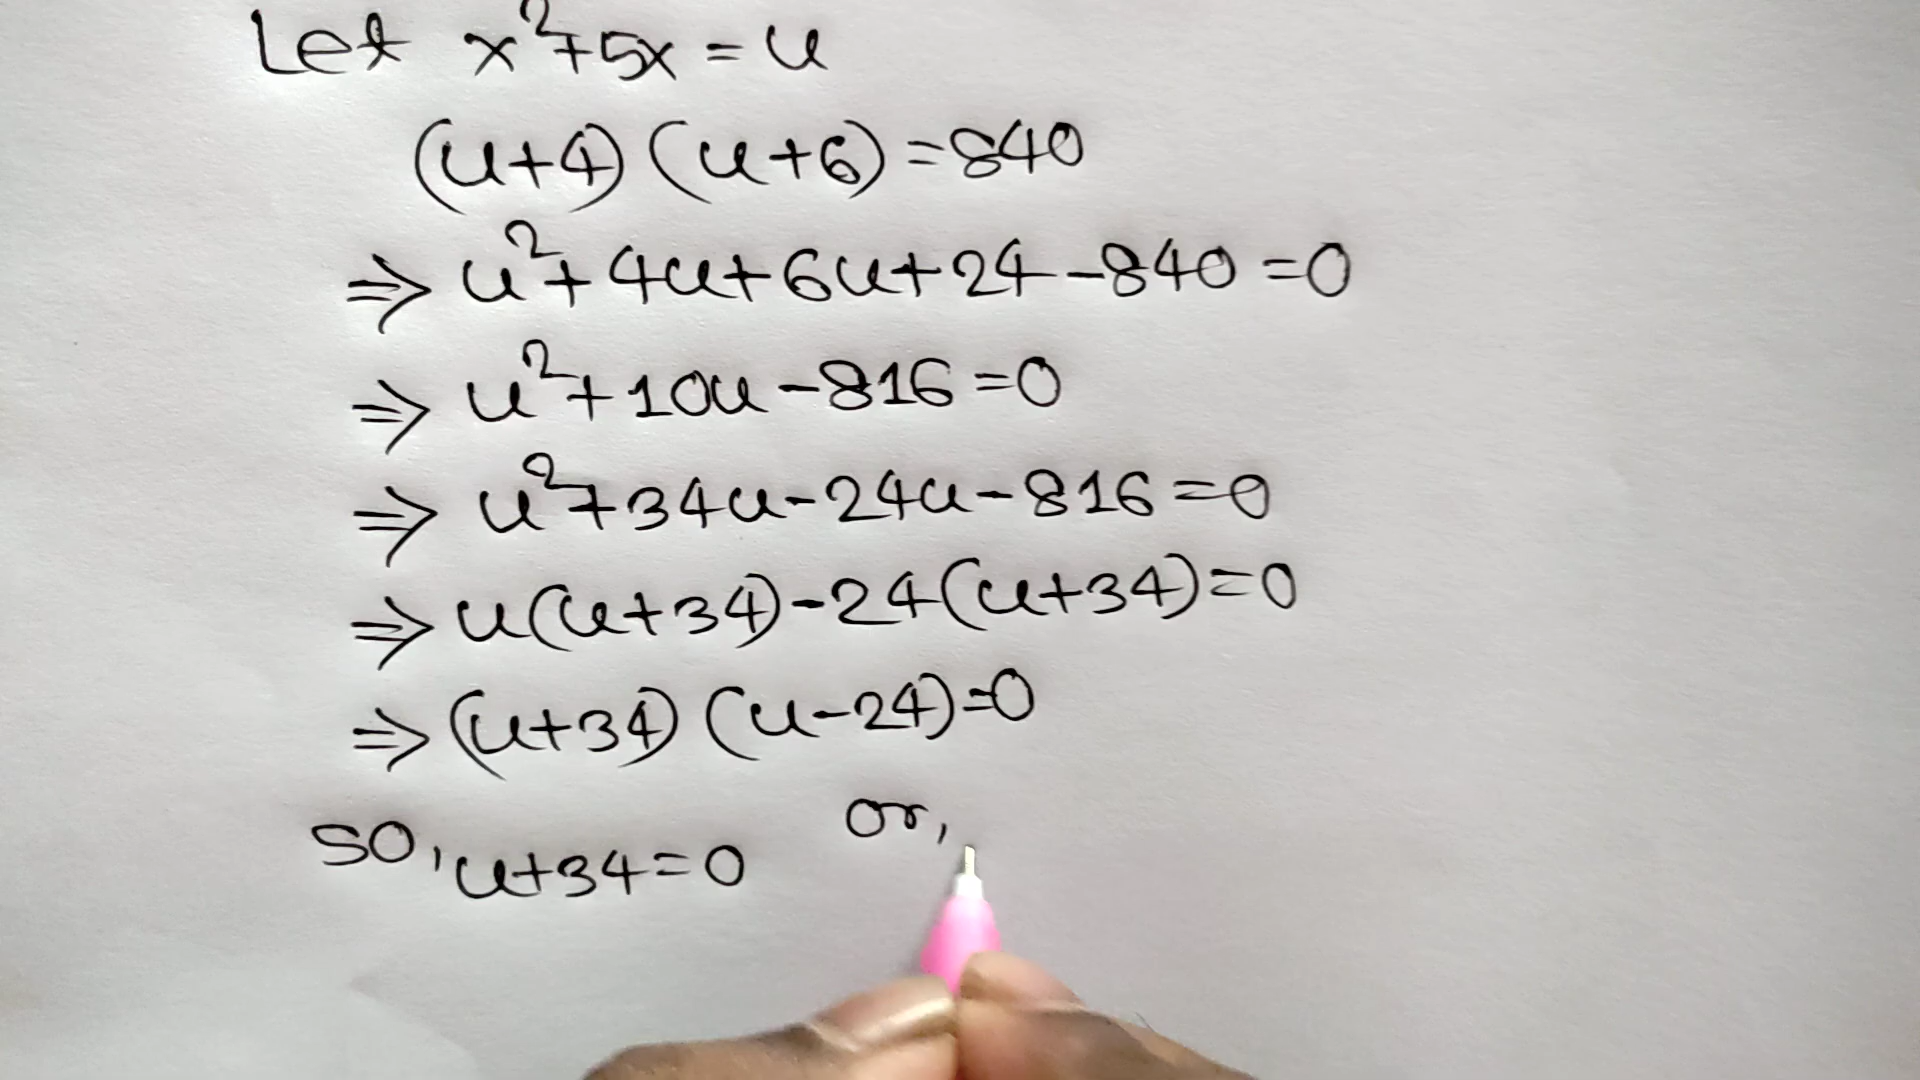 Let x²+5x=u
(u+4)(u+6)=840
⇒ u²+4u+6u+24-840=0
⇒ u²+10u-816=0
⇒ u²+34u-24u-816=0
⇒ u(u+34)-24(u+34)=0
⇒ (u+34)(u-24)=0
so, u+34=0 or,